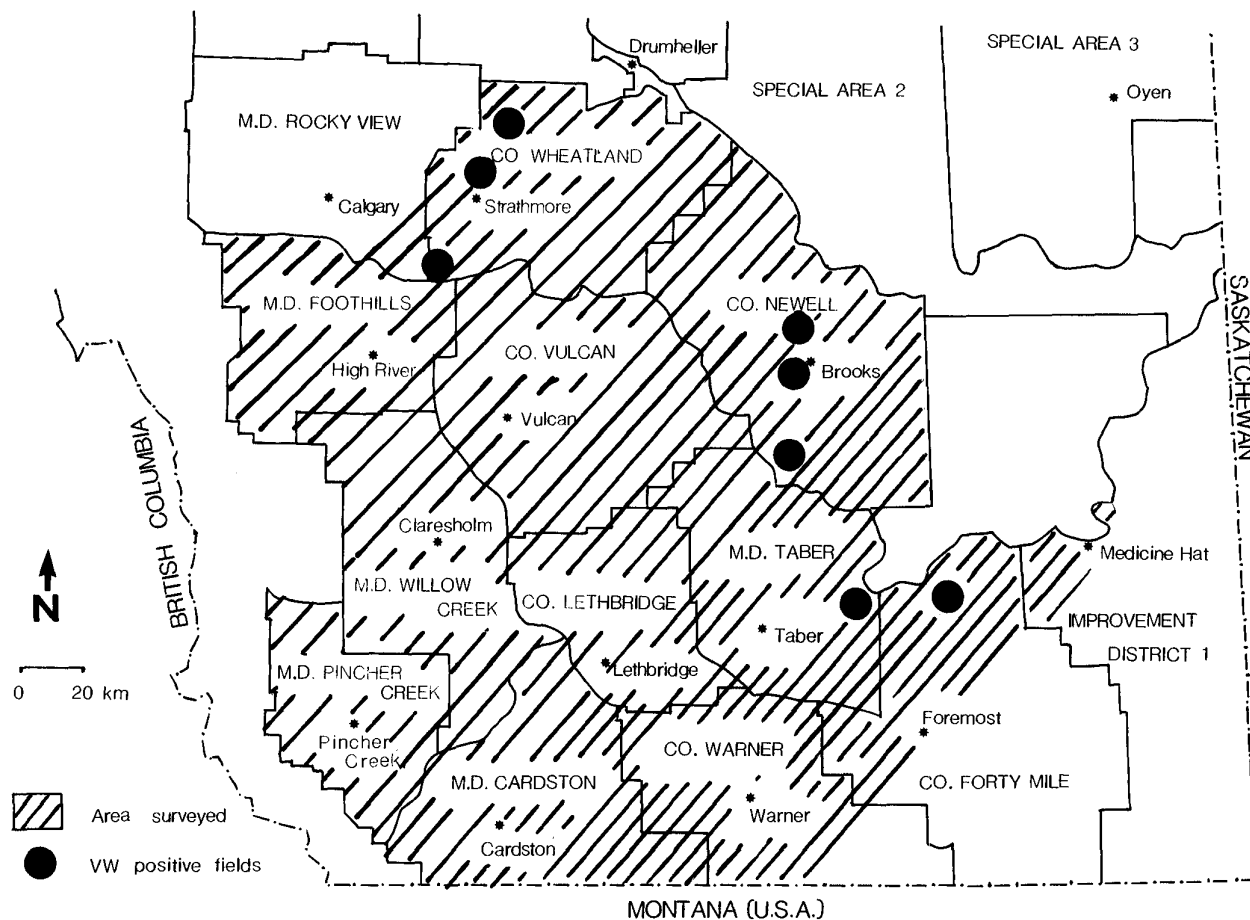 Drumheller
SPECIAL AREA 3
Oyen
SPECIAL AREA 2
M.D. ROCKY VIEW
CO. WHEATLAND
Calgary
Strathmore
M.D. FOOTHILLS
CO. NEWELL
SASKATCHEWAN
High River
CO. VULCAN
Brooks
Vulcan
BRITISH COLUMBIA
Claresholm
M.D. TABER
Medicine Hat
M.D. WILLOW
CREEK
CO. LETHBRIDGE
N
Taber
IMPROVEMENT
DISTRICT 1
0 20 km
M.D. PINCHER
CREEK
Lethbridge
Pincher
Creek
Foremost
CO. WARNER
M.D. CARDSTON
CO. FORTY MILE
Area surveyed
Warner
Cardston
VW positive fields
MONTANA (U.S.A.)